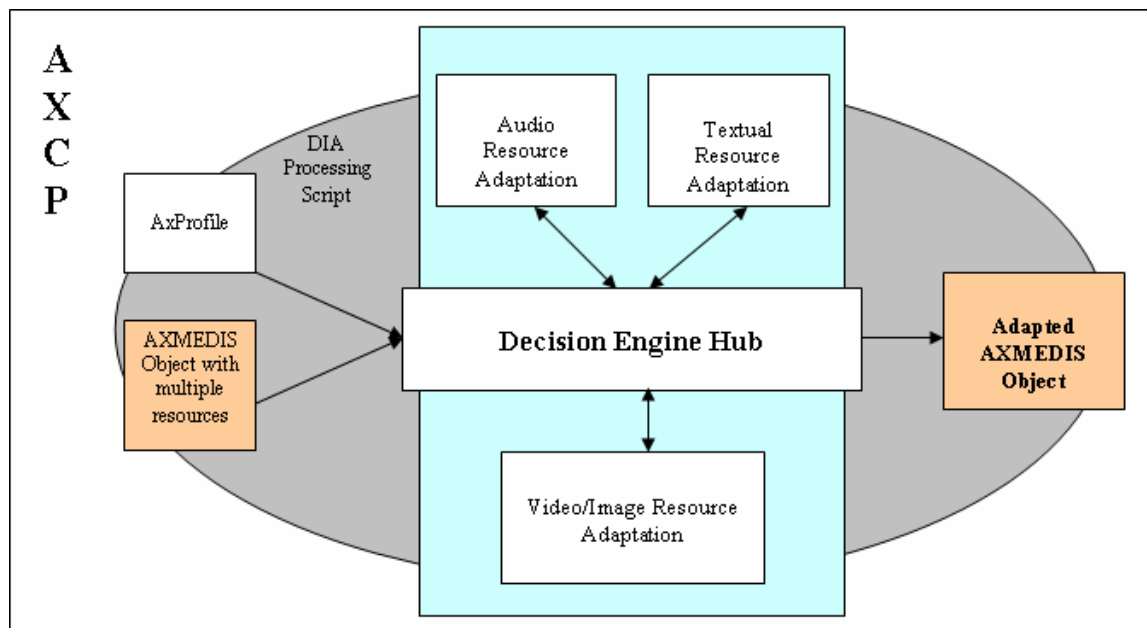 A
X
C
P
DIA
Processing
Script
AxProfile
AXMEDIS
Object with
multiple
resources
Audio
Resource
Adaptation
Textual
Resource
Adaptation
Decision Engine Hub
Video/Image Resource
Adaptation
Adapted
AXMEDIS
Object